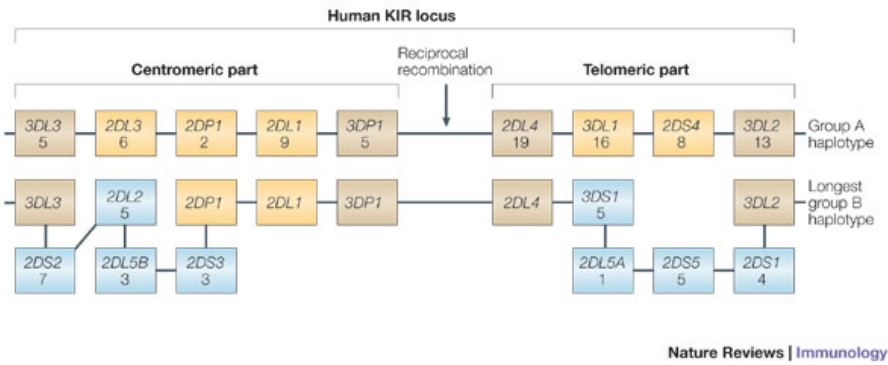 Human KIR locus
Reciprocal
recombination
Centromeric part
Telomeric part
3DL3 2DL3 2DP1 2DL1 3DP1 2DL4 3DL1 2DS4 3DL2
5 6 2 9 5 19 16 8 13
Group A
haplotype
3DL3 2DL2 2DP1 2DL1 3DP1 2DL4 3DS1 3DL2
5 5
Longest
group B
haplotype
2DS2 2DL5B 2DS3 2DL5A 2DS5 2DS1
7 3 3 1 5 4
Nature Reviews | Immunology